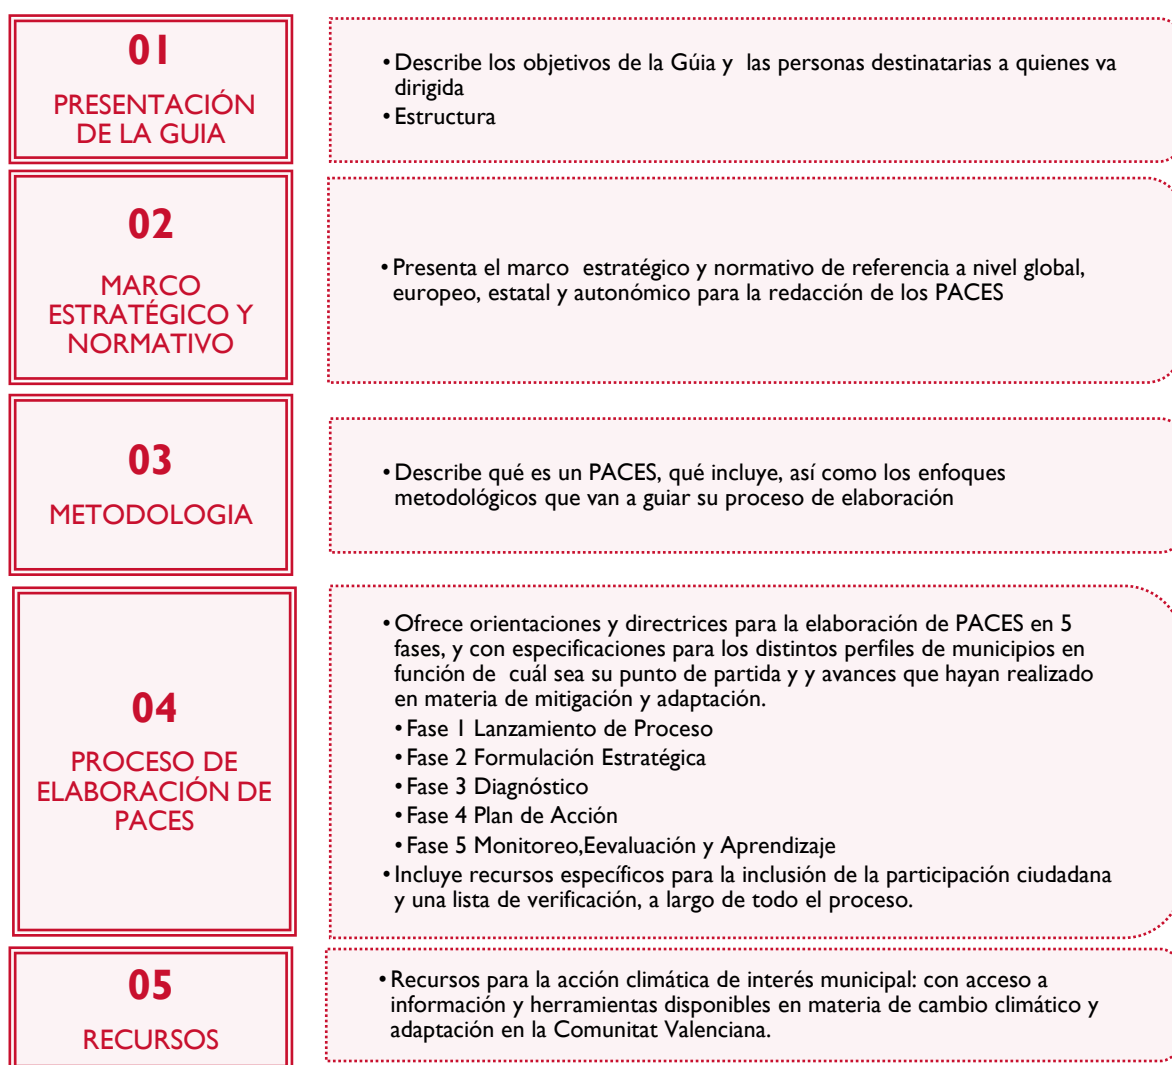 01
PRESENTACIÓN
DE LA GUIA
• Describe los objetivos de la Gúia y las personas destinatarias a quienes va
dirigida
• Estructura
02
MARCO
ESTRATÉGICO Y
NORMATIVO
• Presenta el marco estratégico y normativo de referencia a nivel global,
europeo, estatal y autonómico para la redacción de los PACES
03
METODOLOGIA
• Describe qué es un PACES, qué incluye, así como los enfoques
metodológicos que van a guiar su proceso de elaboración
04
PROCESO DE
ELABORACIÓN DE
PACES
• Ofrece orientaciones y directrices para la elaboración de PACES en 5
fases, y con especificaciones para los distintos perfiles de municipios en
función de cuál sea su punto de partida y y avances que hayan realizado
en materia de mitigación y adaptación.
• Fase 1 Lanzamiento de Proceso
• Fase 2 Formulación Estratégica
• Fase 3 Diagnóstico
• Fase 4 Plan de Acción
• Fase 5 Monitoreo,Eevaluación y Aprendizaje
• Incluye recursos específicos para la inclusión de la participación ciudadana
y una lista de verificación, a largo de todo el proceso.
05
RECURSOS
• Recursos para la acción climática de interés municipal: con acceso a
información y herramientas disponibles en materia de cambio climático y
adaptación en la Comunitat Valenciana.